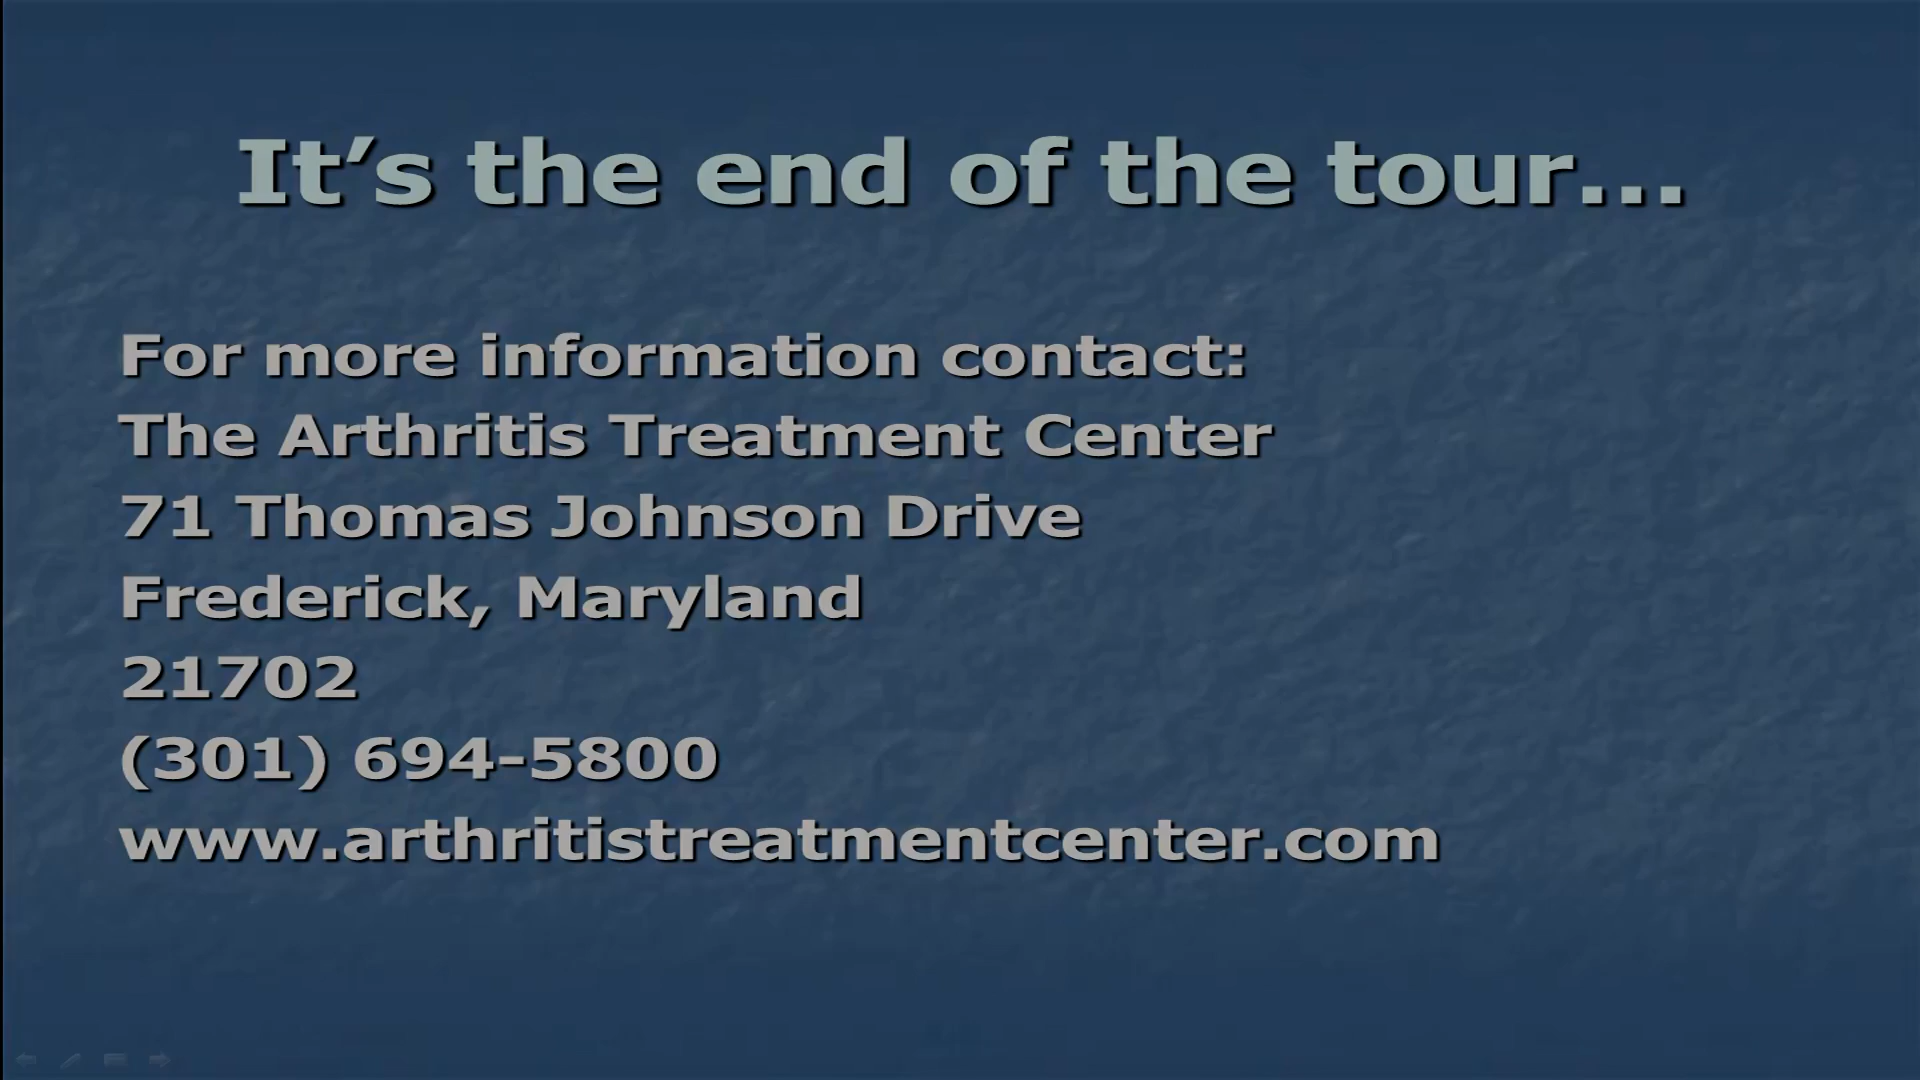 It’s the end of the tour…
For more information contact:
The Arthritis Treatment Center
71 Thomas Johnson Drive
Frederick, Maryland
21702
(301) 694-5800
www.arthritistreatmentcenter.com